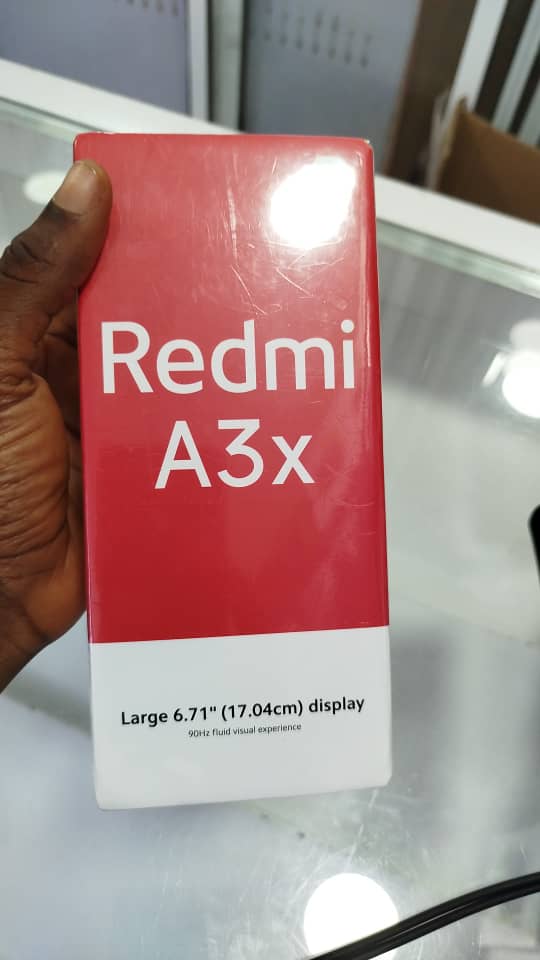 Redmi
A3x
Large 6.71" (17.04cm) display
90Hz fluid visual experience